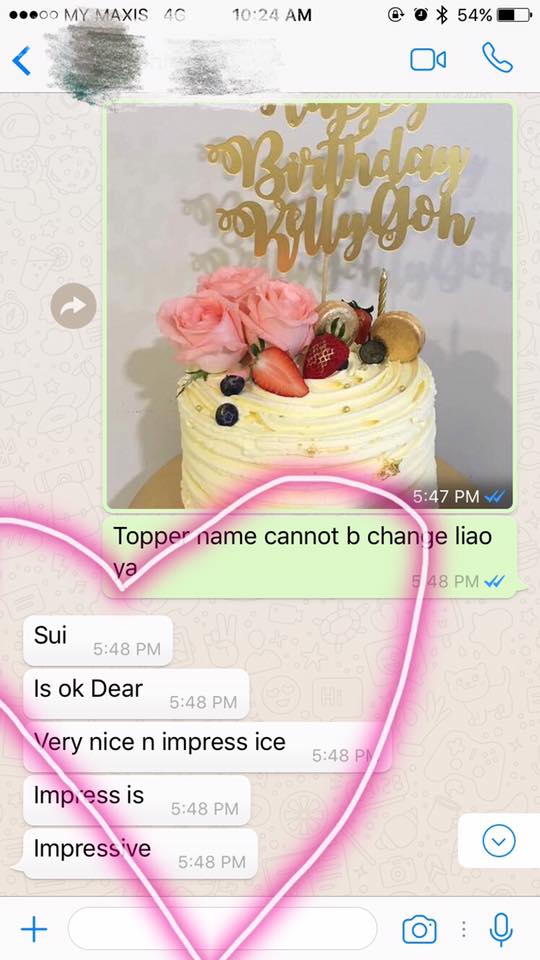 MY MAXIS 4G 10:24 AM 54%
Happy
Birthday
Kelly Goh
5:47 PM
Topper name cannot b change liao
ya
5:48 PM
Sui
5:48 PM
Is ok Dear
5:48 PM
Very nice n impress ice
5:48 PM
Impress is
5:48 PM
Impressive
5:48 PM